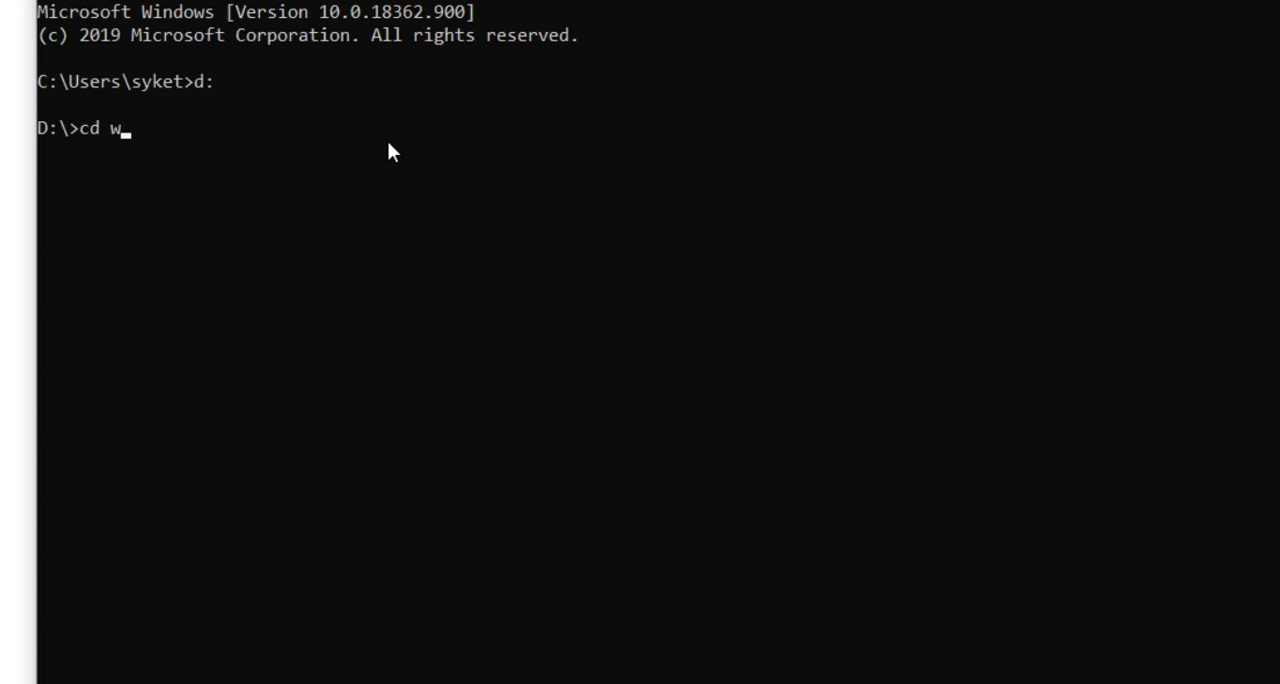 Microsoft Windows [Version 10.0.18362.900]
(c) 2019 Microsoft Corporation. All rights reserved.
C:\Users\syket>d:
D:\>cd w